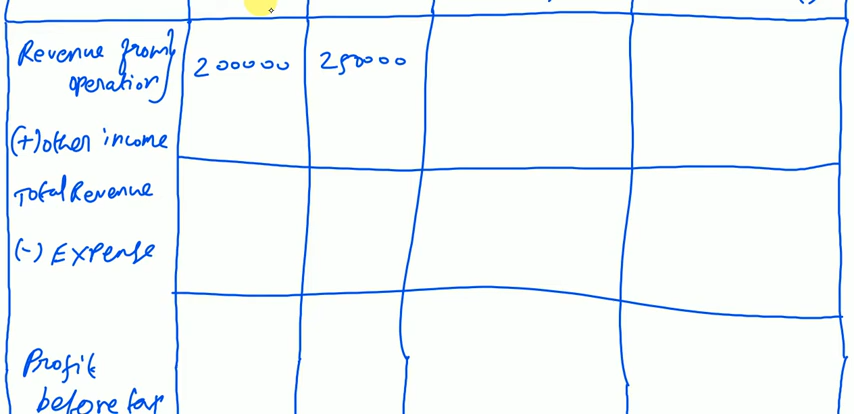 Revenue from 200000 250000
operation
(+) other income
Total Revenue
(-) Expense
Profit
before tax